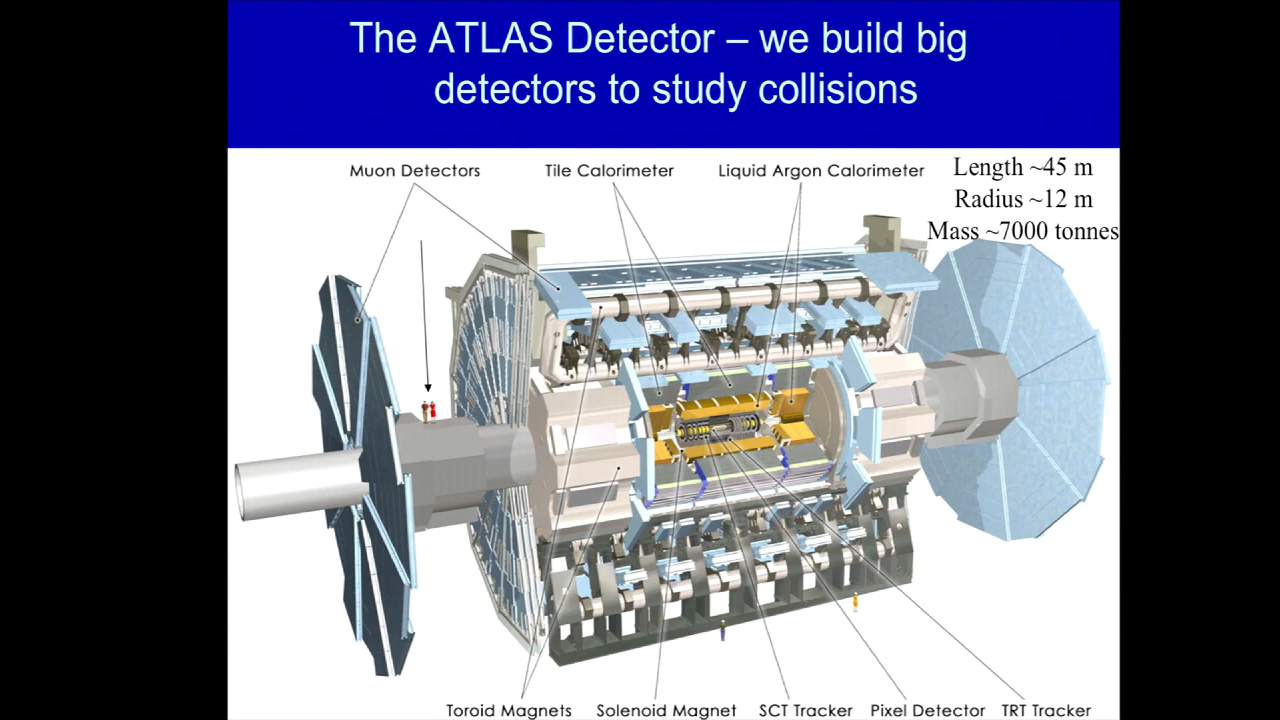 The ATLAS Detector – we build big
detectors to study collisions
Muon Detectors
Tile Calorimeter
Liquid Argon Calorimeter
Length ~45 m
Radius ~12 m
Mass ~7000 tonnes
Toroid Magnets
Solenoid Magnet
SCT Tracker
Pixel Detector
TRT Tracker